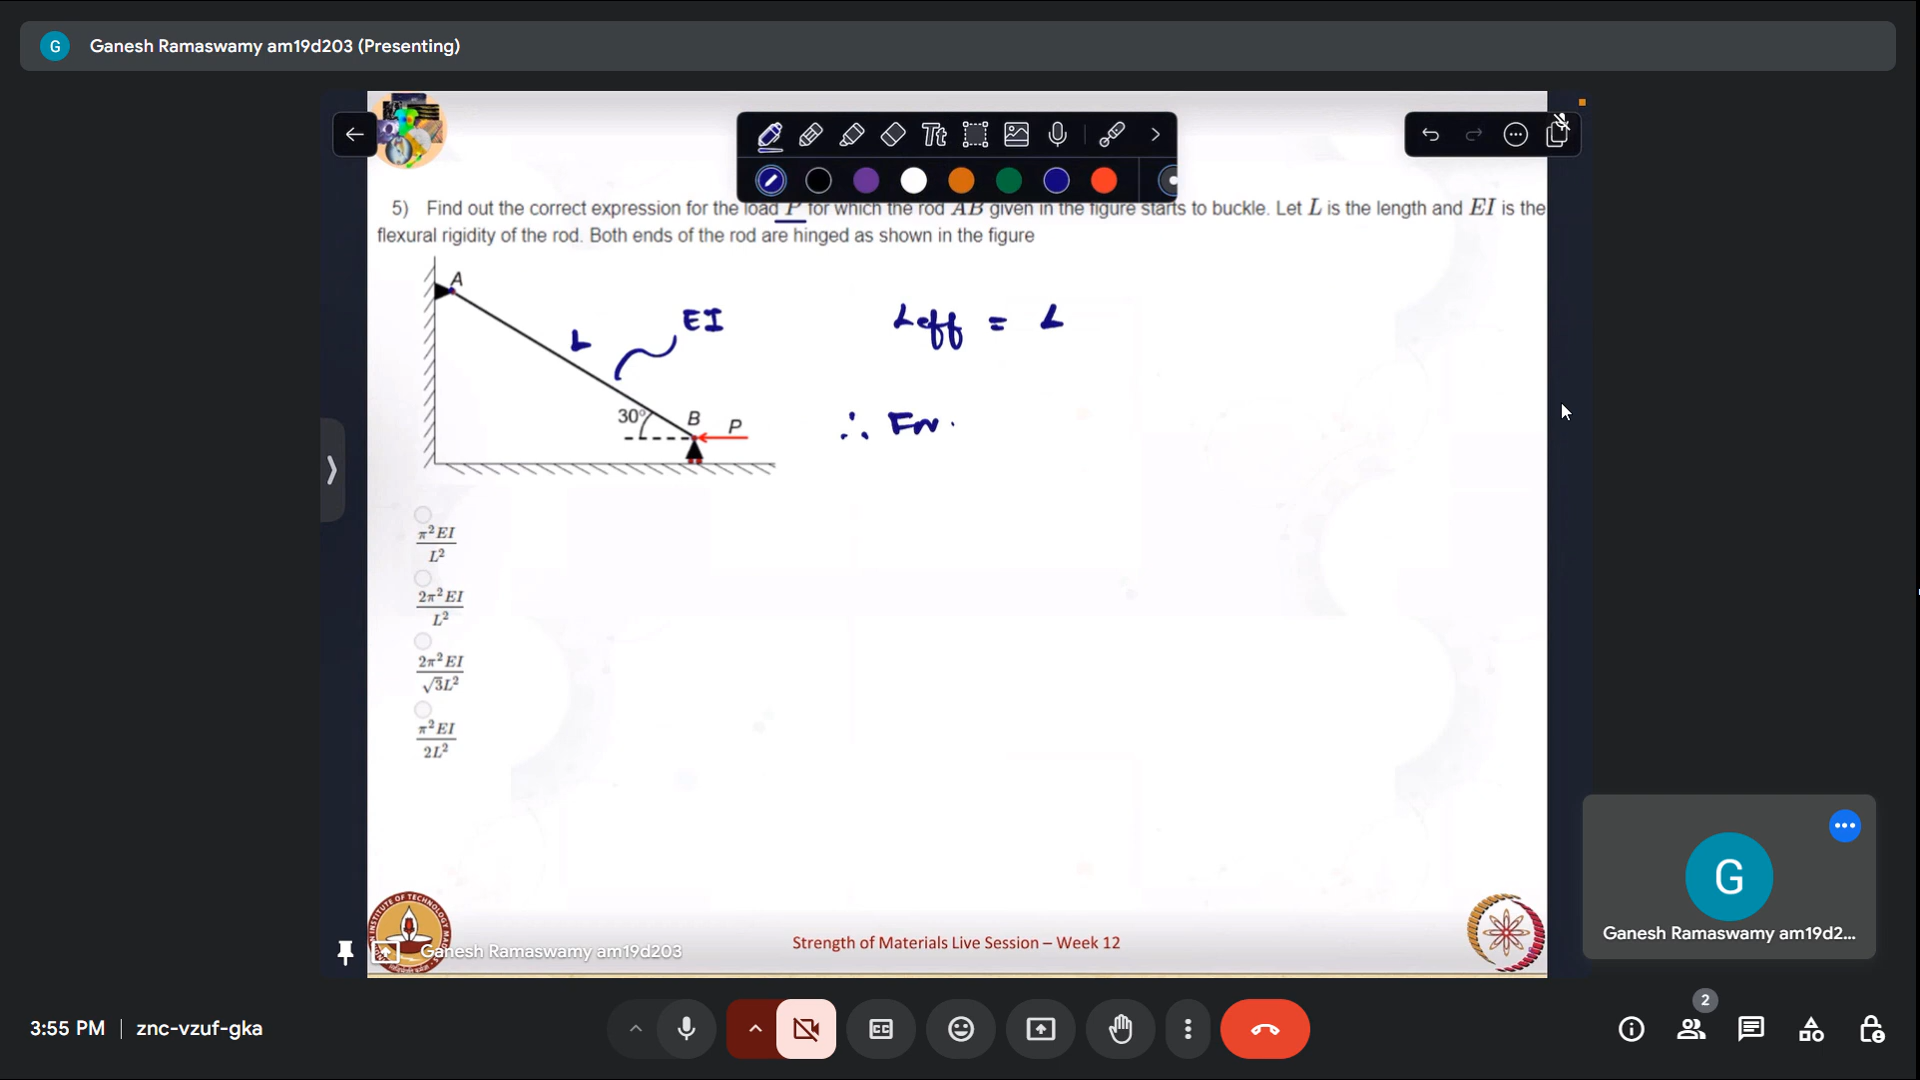 G Ganesh Ramaswamy am19d203 (Presenting)
Tt
5) Find out the correct expression for the load P for which the rod AB given in the figure starts to buckle. Let L is the length and EI is the
flexural rigidity of the rod. Both ends of the rod are hinged as shown in the figure
A
L
EI
Leff = L
30°
B
P
∴ For
π²EI
L²
2π²EI
L²
2π²EI
√3L²
π²EI
2L²
G
Ganesh Ramaswamy am19d2...
Strength of Materials Live Session – Week 12
Ganesh Ramaswamy am19d203
3:55 PM | znc-vzuf-gka
CC
2